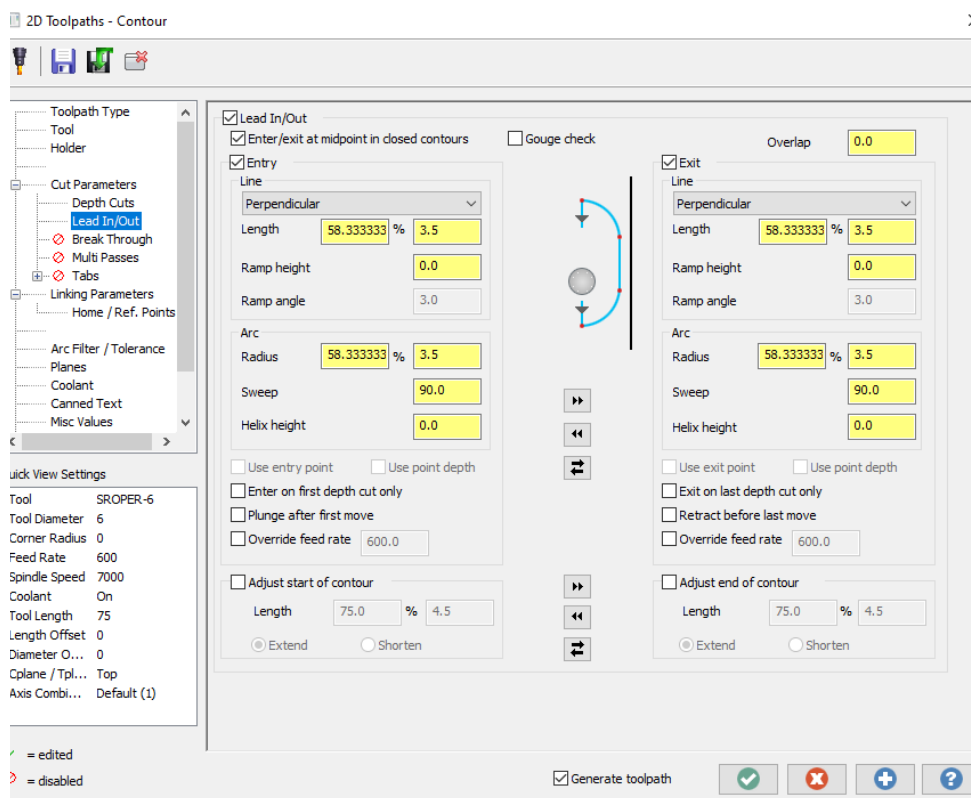 2D Toolpaths - Contour
Toolpath Type
Tool
Holder
Cut Parameters
Depth Cuts
Lead In/Out
Break Through
Multi Passes
Tabs
Linking Parameters
Home / Ref. Points
Arc Filter / Tolerance
Planes
Coolant
Canned Text
Misc Values
uick View Settings
Tool SROPER-6
Tool Diameter 6
Corner Radius 0
Feed Rate 600
Spindle Speed 7000
Coolant On
Tool Length 75
Length Offset 0
Diameter O... 0
Cplane / Tpl... Top
Axis Combi... Default (1)
= edited
= disabled
Lead In/Out
Enter/exit at midpoint in closed contours
Gouge check
Overlap 0.0
Entry
Line
Perpendicular
Length 58.333333 % 3.5
Ramp height 0.0
Ramp angle 3.0
Arc
Radius 58.333333 % 3.5
Sweep 90.0
Helix height 0.0
Use entry point Use point depth
Enter on first depth cut only
Plunge after first move
Override feed rate 600.0
Adjust start of contour
Length 75.0 % 4.5
Extend Shorten
Exit
Line
Perpendicular
Length 58.333333 % 3.5
Ramp height 0.0
Ramp angle 3.0
Arc
Radius 58.333333 % 3.5
Sweep 90.0
Helix height 0.0
Use exit point Use point depth
Exit on last depth cut only
Retract before last move
Override feed rate 600.0
Adjust end of contour
Length 75.0 % 4.5
Extend Shorten
Generate toolpath